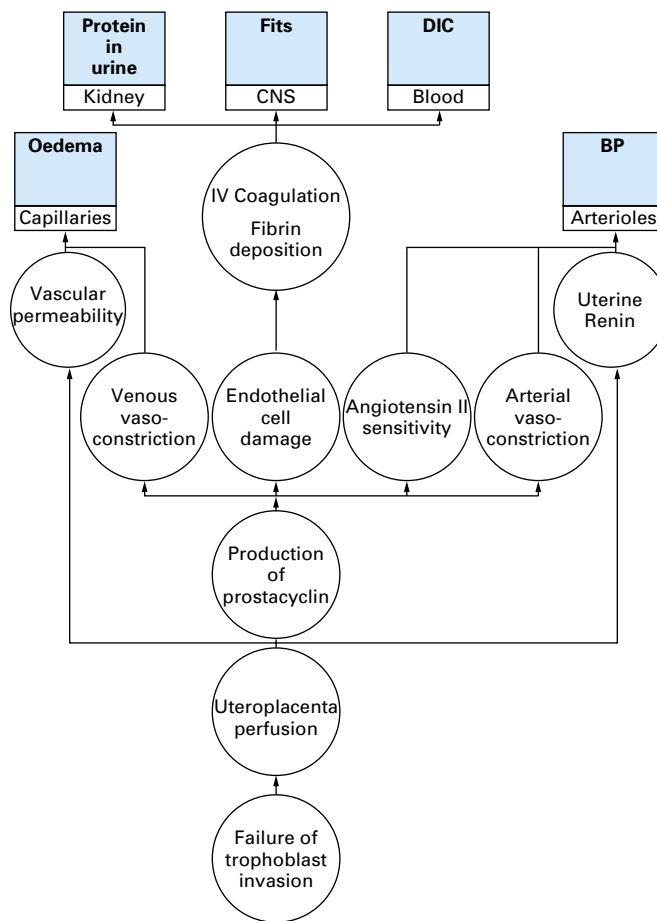 Protein
in
urine
Kidney
Fits
CNS
DIC
Blood
Oedema
Capillaries
BP
Arterioles
IV Coagulation
Fibrin
deposition
Vascular
permeability
Uterine
Renin
Venous
vaso-
constriction
Endothelial
cell
damage
Angiotensin II
sensitivity
Arterial
vaso-
constriction
Production
of
prostacyclin
Uteroplacenta
perfusion
Failure of
trophoblast
invasion